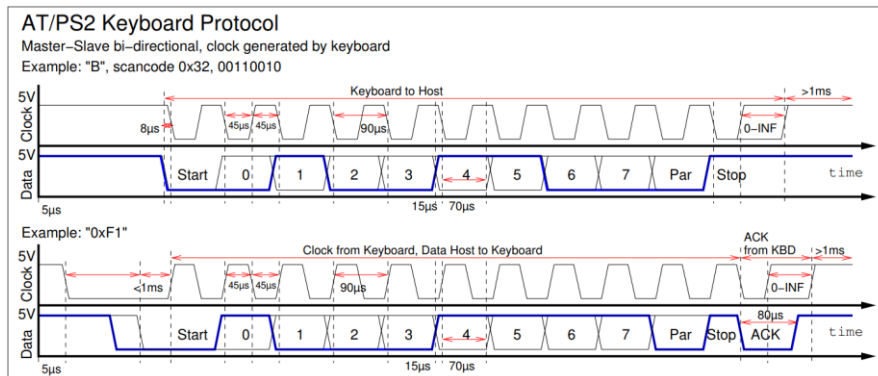 AT/PS2 Keyboard Protocol
Master-Slave bi-directional, clock generated by keyboard
Example: "B", scancode 0x32, 00110010
Keyboard to Host >1ms
5V
Clock
8µs 45µs 45µs 90µs 0-INF
5V
Data
Start 0 1 2 3 4 5 6 7 Par Stop time
5µs 15µs 70µs
Example: "0xF1"
Clock from Keyboard, Data Host to Keyboard
ACK
from KBD >1ms
5V
Clock
<1ms 45µs 45µs 90µs 0-INF
80µs
5V
Data
Start 0 1 2 3 4 5 6 7 Par Stop ACK time
5µs 15µs 70µs